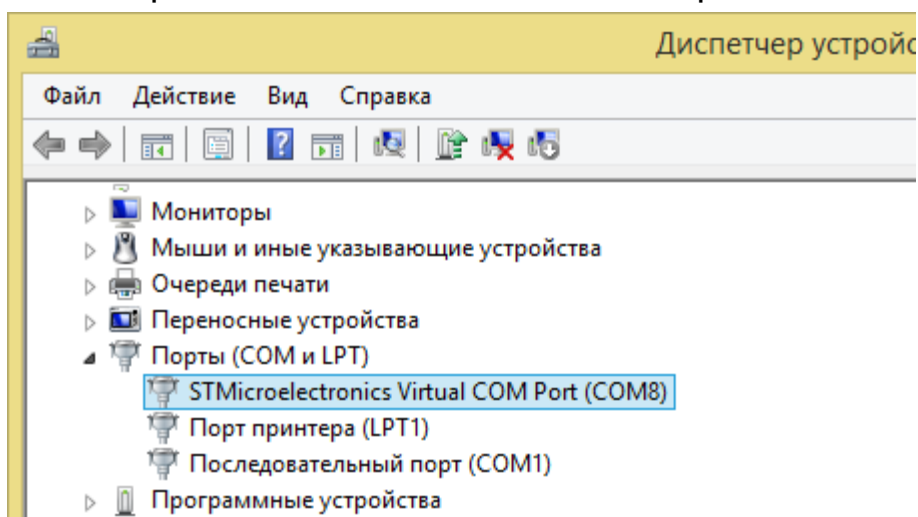 Диспетчер устройс
Файл Действие Вид Справка
Мониторы
Мыши и иные указывающие устройства
Очереди печати
Переносные устройства
Порты (COM и LPT)
STMicroelectronics Virtual COM Port (COM8)
Порт принтера (LPT1)
Последовательный порт (COM1)
Программные устройства